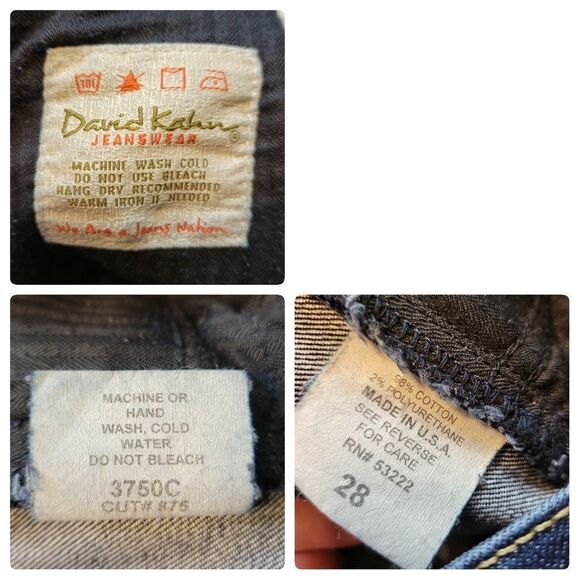 David Kahn
JEANSWEAR
MACHINE WASH COLD
DO NOT USE BLEACH
HANG DRY RECOMMENDED
WARM IRON IF NEEDED
We Are a Jeans Nation
MACHINE OR
HAND
WASH, COLD
WATER
DO NOT BLEACH
3750C
CUT# 875
98% COTTON
2% POLYURETHANE
MADE IN U.S.A.
SEE REVERSE
FOR CARE
RN# 53222
28